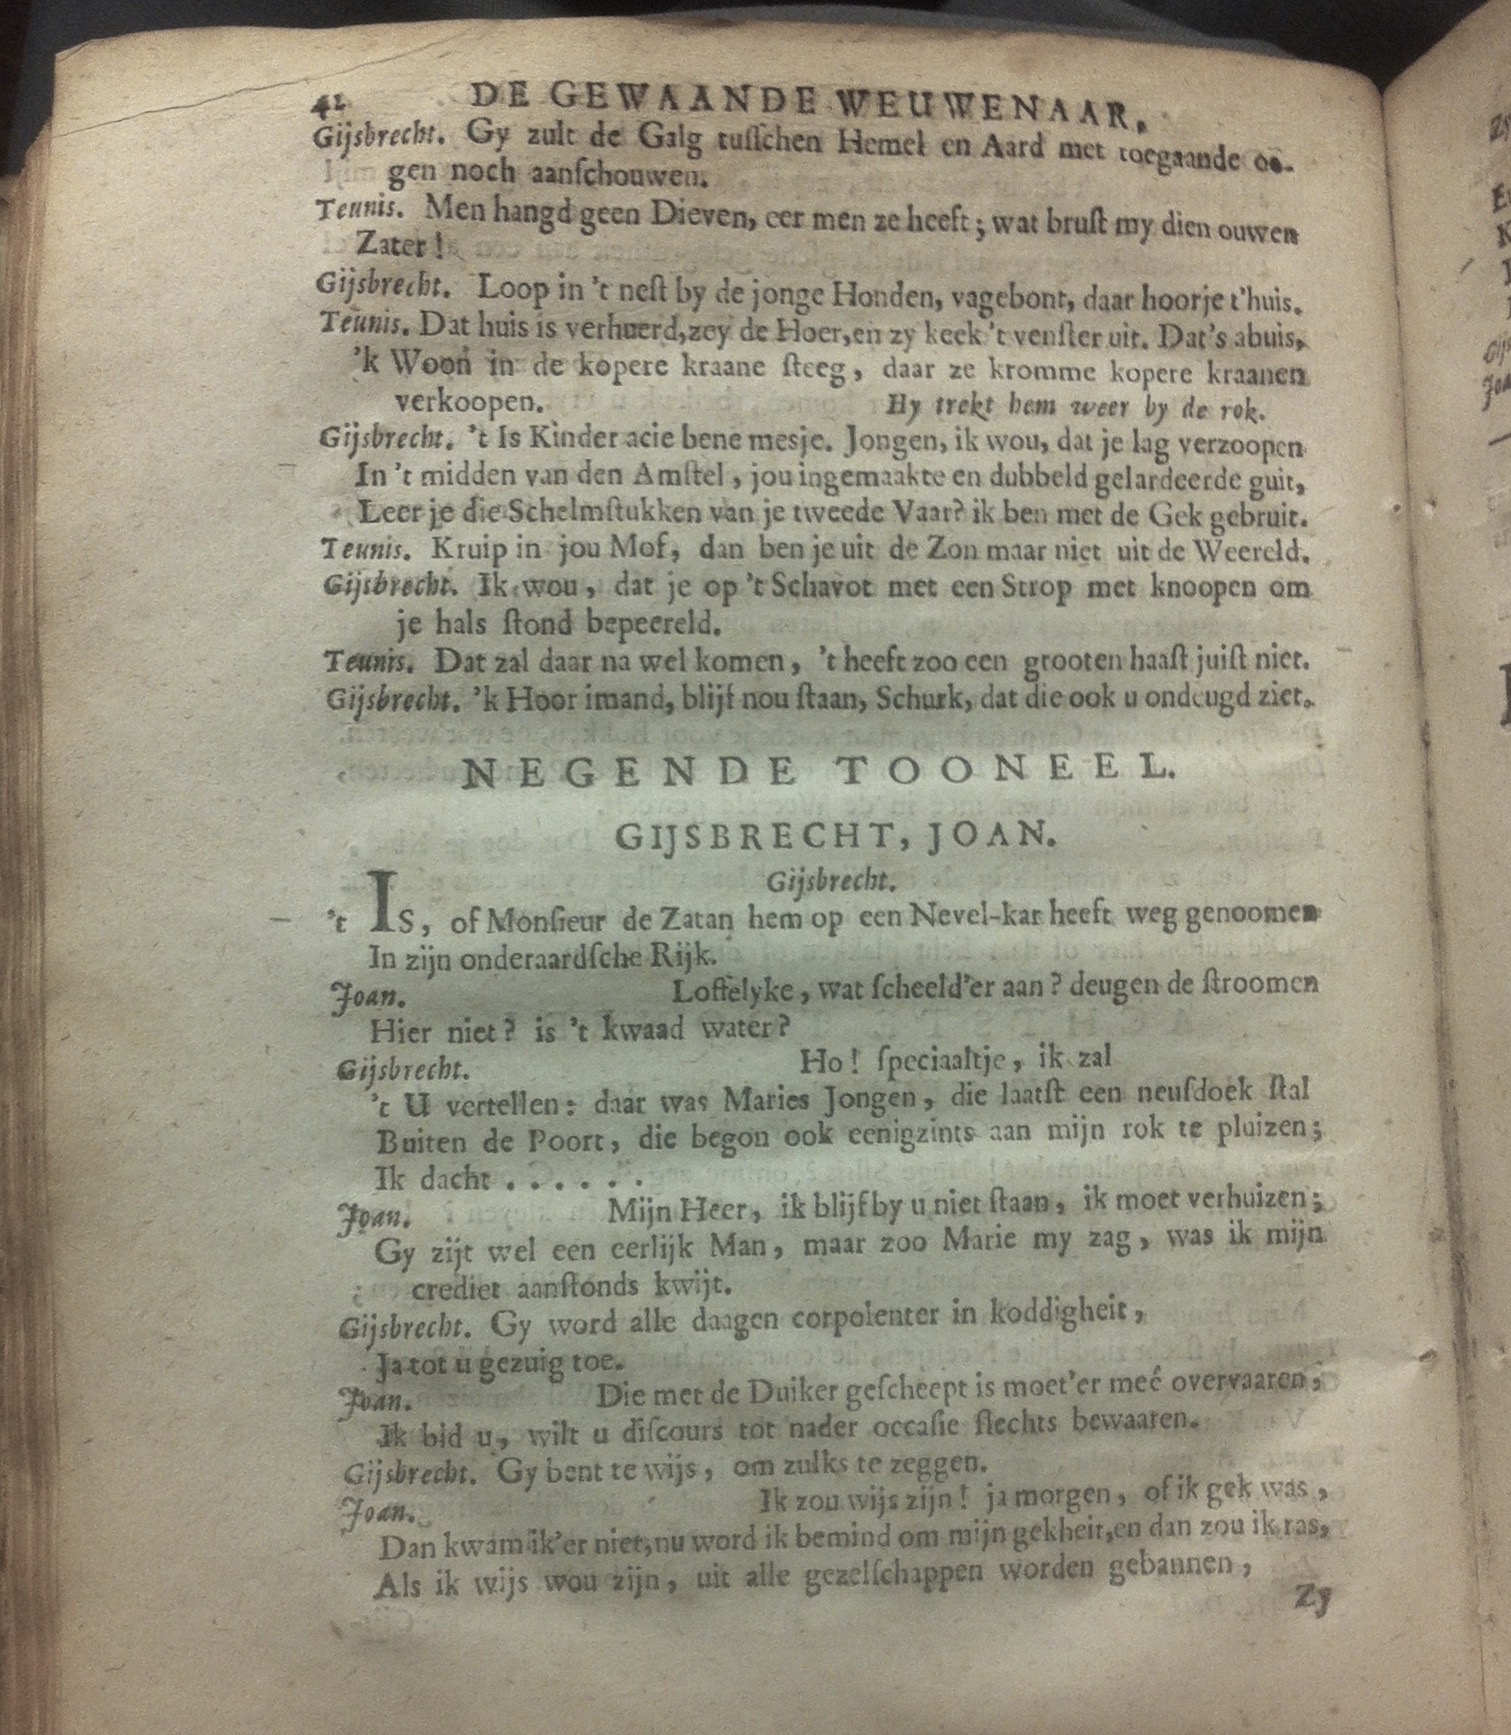 42 DE GEWAANDE WEUWENAAR,
Gijsbrecht. Gy zult de Galg tuſſchen Hemel en Aard met toegaande oo-
gen noch aanſchouwen.
Teunis. Men hangd geen Dieven, eer men ze heeft; wat bruſt my dien ouwen
Zater!
Gijsbrecht. Loop in 't neſt by de jonge Honden, vagebont, daar hoorje t'huis.
Teunis. Dat huis is verhuerd, zey de Hoer, en zy keek 't venſter uit. Dat's abuis,
'k Woon in de kopere kraane ſteeg, daar ze kromme kopere kraanen
verkoopen. Hy trekt hem weer by de rok.
Gijsbrecht. 't Is Kinder acie bene mesje. Jongen, ik wou, dat je lag verzoopen
In 't midden van den Amſtel, jou ingemaakte en dubbeld gelardeerde guit,
Leer je die Schelmſtukken van je tweede Vaar? ik ben met de Gek gebruit.
Teunis. Kruip in jou Mof, dan ben je uit de Zon maar niet uit de Weereld.
Gijsbrecht. Ik wou, dat je op 't Schavot met een Strop met knoopen om
je hals ſtond bepeereld.
Teunis. Dat zal daar na wel komen, 't heeft zoo een grooten haaſt juiſt niet.
Gijsbrecht. 'k Hoor imand, blijf nou ſtaan, Schurk, dat die ook u ondeugd ziet.
NEGENDE TOONEEL.
GIJSBRECHT, JOAN.
Gijsbrecht.
't Is, of Monſieur de Zatan hem op een Nevel-kar heeft weg genoomen
In zijn onderaardſche Rijk.
Joan. Loffelyke, wat ſcheeld'er aan? deugen de ſtroomen
Hier niet? is 't kwaad water?
Gijsbrecht. Ho! ſpeciaaltje, ik zal
't U vertellen: daar was Maries Jongen, die laatſt een neuſdoek ſtal
Buiten de Poort, die begon ook eenigzints aan mijn rok te pluizen;
Ik dacht . . . . . .
Joan. Mijn Heer, ik blijf by u niet ſtaan, ik moet verhuizen;
Gy zijt wel een eerlijk Man, maar zoo Marie my zag, was ik mijn
crediet aanſtonds kwijt.
Gijsbrecht. Gy word alle daagen corpolenter in koddigheit,
Ja tot u gezuig toe.
Joan. Die met de Duiker geſcheept is moet'er meê overvaaren;
Ik bid u, wilt u diſcours tot nader occaſie ſlechts bewaaren.
Gijsbrecht. Gy bent te wijs, om zulks te zeggen.
Joan. Ik zou wijs zijn! ja morgen, of ik gek was,
Dan kwam ik'er niet, nu word ik bemind om mijn gekheit, en dan zou ik ras,
Als ik wijs wou zijn, uit alle gezelſchappen worden gebannen,
Zy